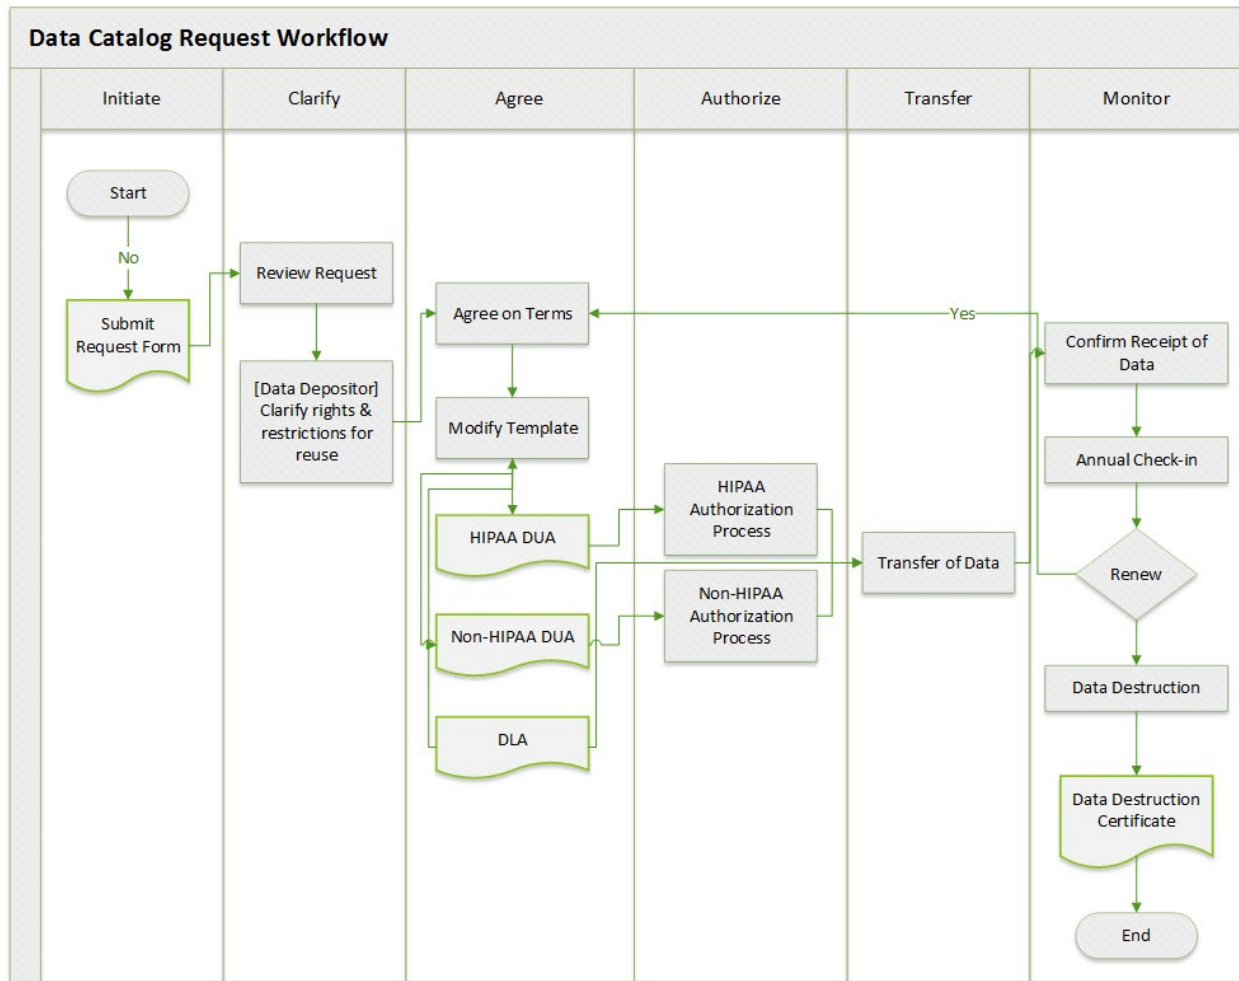 Data Catalog Request Workflow
Initiate
Clarify
Agree
Authorize
Transfer
Monitor
Start
No
Submit
Request Form
Review Request
[Data Depositor]
Clarify rights &
restrictions for
reuse
Agree on Terms
Modify Template
HIPAA DUA
Non-HIPAA DUA
DLA
HIPAA
Authorization
Process
Non-HIPAA
Authorization
Process
Transfer of Data
Yes
Confirm Receipt of
Data
Annual Check-in
Renew
Data Destruction
Data Destruction
Certificate
End